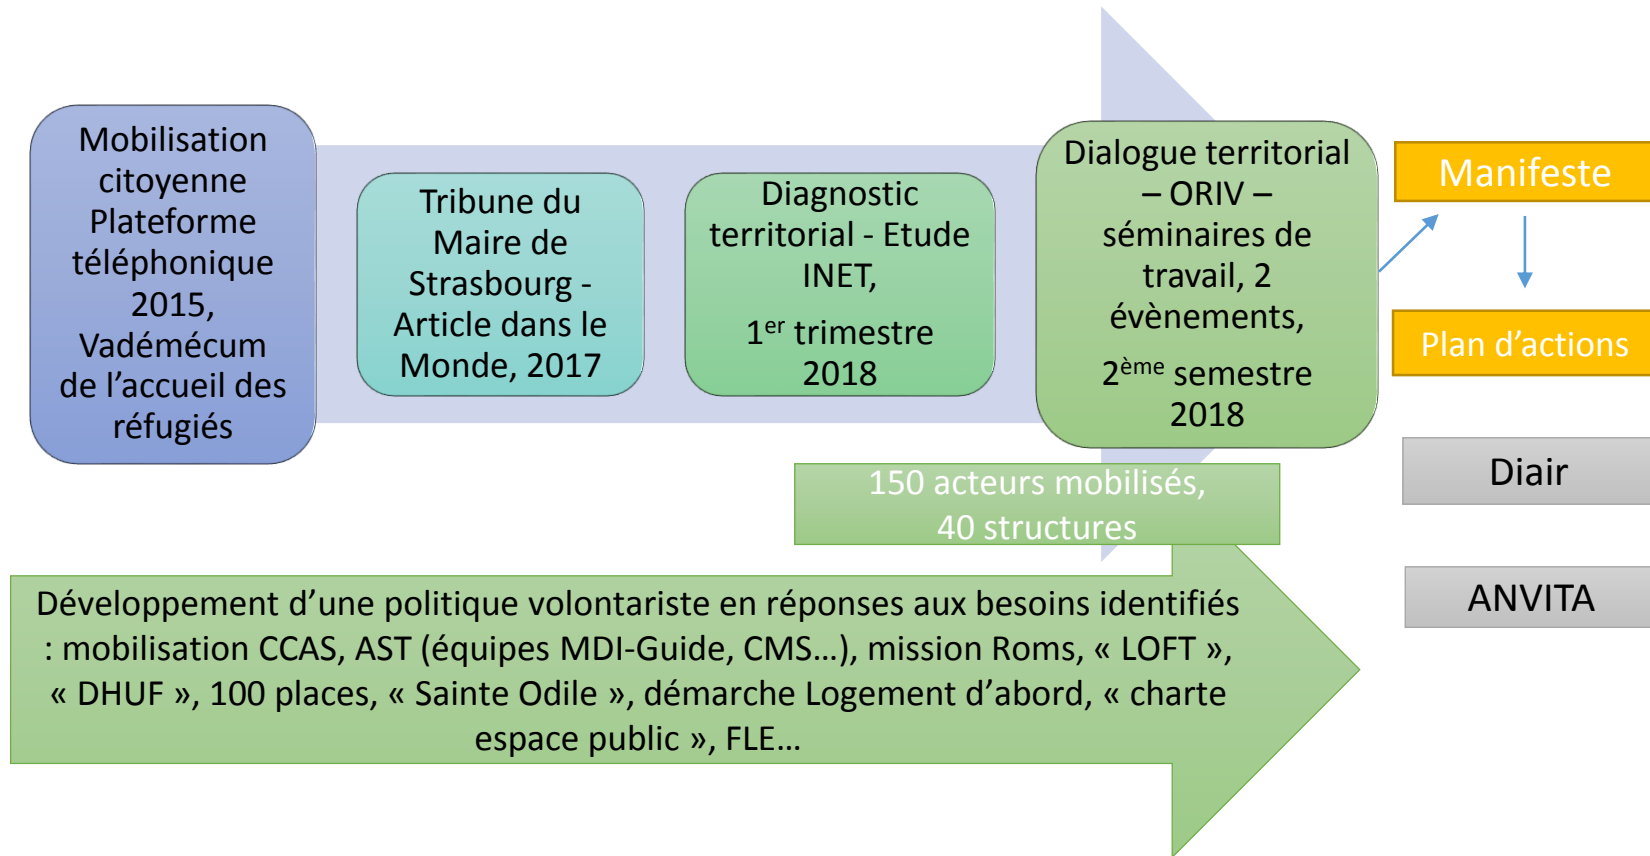 Mobilisation
citoyenne
Plateforme
téléphonique
2015,
Vadémécum
de l’accueil des
réfugiés
Tribune du
Maire de
Strasbourg -
Article dans le
Monde, 2017
Diagnostic
territorial - Etude
INET,
1er trimestre
2018
Dialogue territorial
– ORIV –
séminaires de
travail, 2
évènements,
2ème semestre
2018
Manifeste
Plan d’actions
Diair
ANVITA
150 acteurs mobilisés,
40 structures
Développement d’une politique volontariste en réponses aux besoins identifiés
: mobilisation CCAS, AST (équipes MDI-Guide, CMS…), mission Roms, « LOFT »,
« DHUF », 100 places, « Sainte Odile », démarche Logement d’abord, « charte
espace public », FLE…